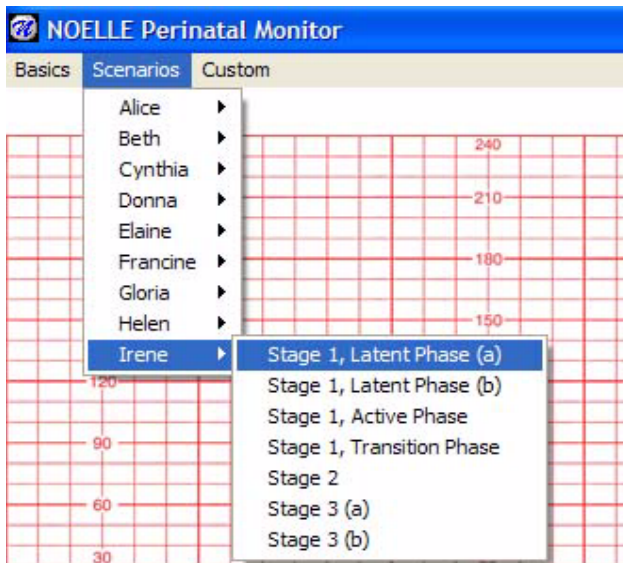 NOELLE Perinatal Monitor
Basics Scenarios Custom
Alice
Beth
Cynthia
Donna
Elaine
Francine
Gloria
Helen
Irene
Stage 1, Latent Phase (a)
Stage 1, Latent Phase (b)
Stage 1, Active Phase
Stage 1, Transition Phase
Stage 2
Stage 3 (a)
Stage 3 (b)
240
210
180
150
120
90
60
30